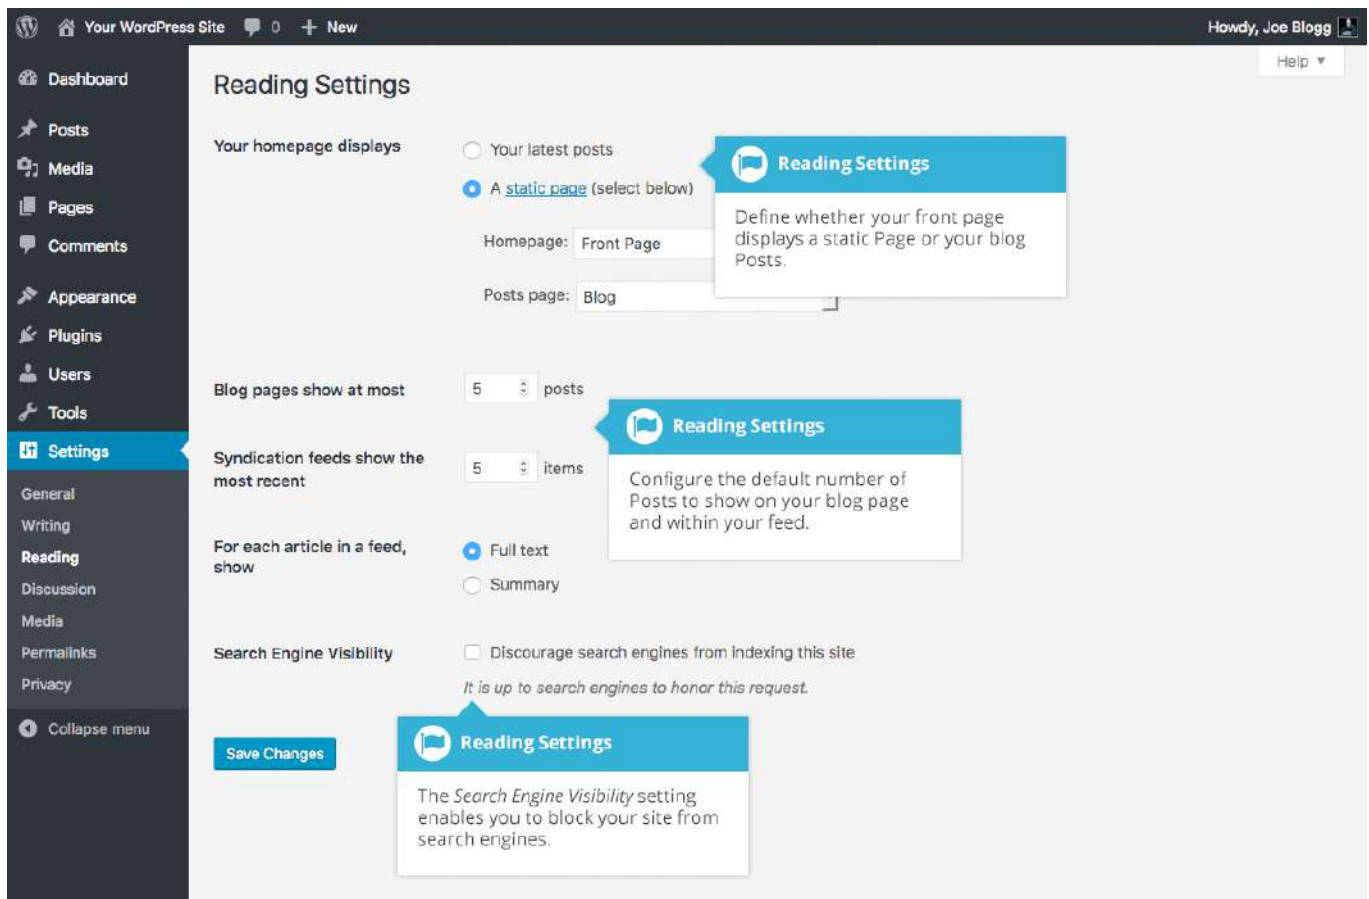 Your WordPress Site 0 New Howdy, Joe Blogg
Help
Dashboard
Posts
Media
Pages
Comments
Appearance
Plugins
Users
Tools
Settings
General
Writing
Reading
Discussion
Media
Permalinks
Privacy
Collapse menu
Reading Settings
Your homepage displays
Your latest posts
A static page (select below)
Homepage: Front Page
Posts page: Blog
Reading Settings
Define whether your front page
displays a static Page or your blog
Posts.
Blog pages show at most 5 posts
Syndication feeds show the
most recent
5 items
Reading Settings
Configure the default number of
Posts to show on your blog page
and within your feed.
For each article in a feed,
show
Full text
Summary
Search Engine Visibility
Discourage search engines from indexing this site
It is up to search engines to honor this request.
Save Changes
Reading Settings
The Search Engine Visibility setting
enables you to block your site from
search engines.